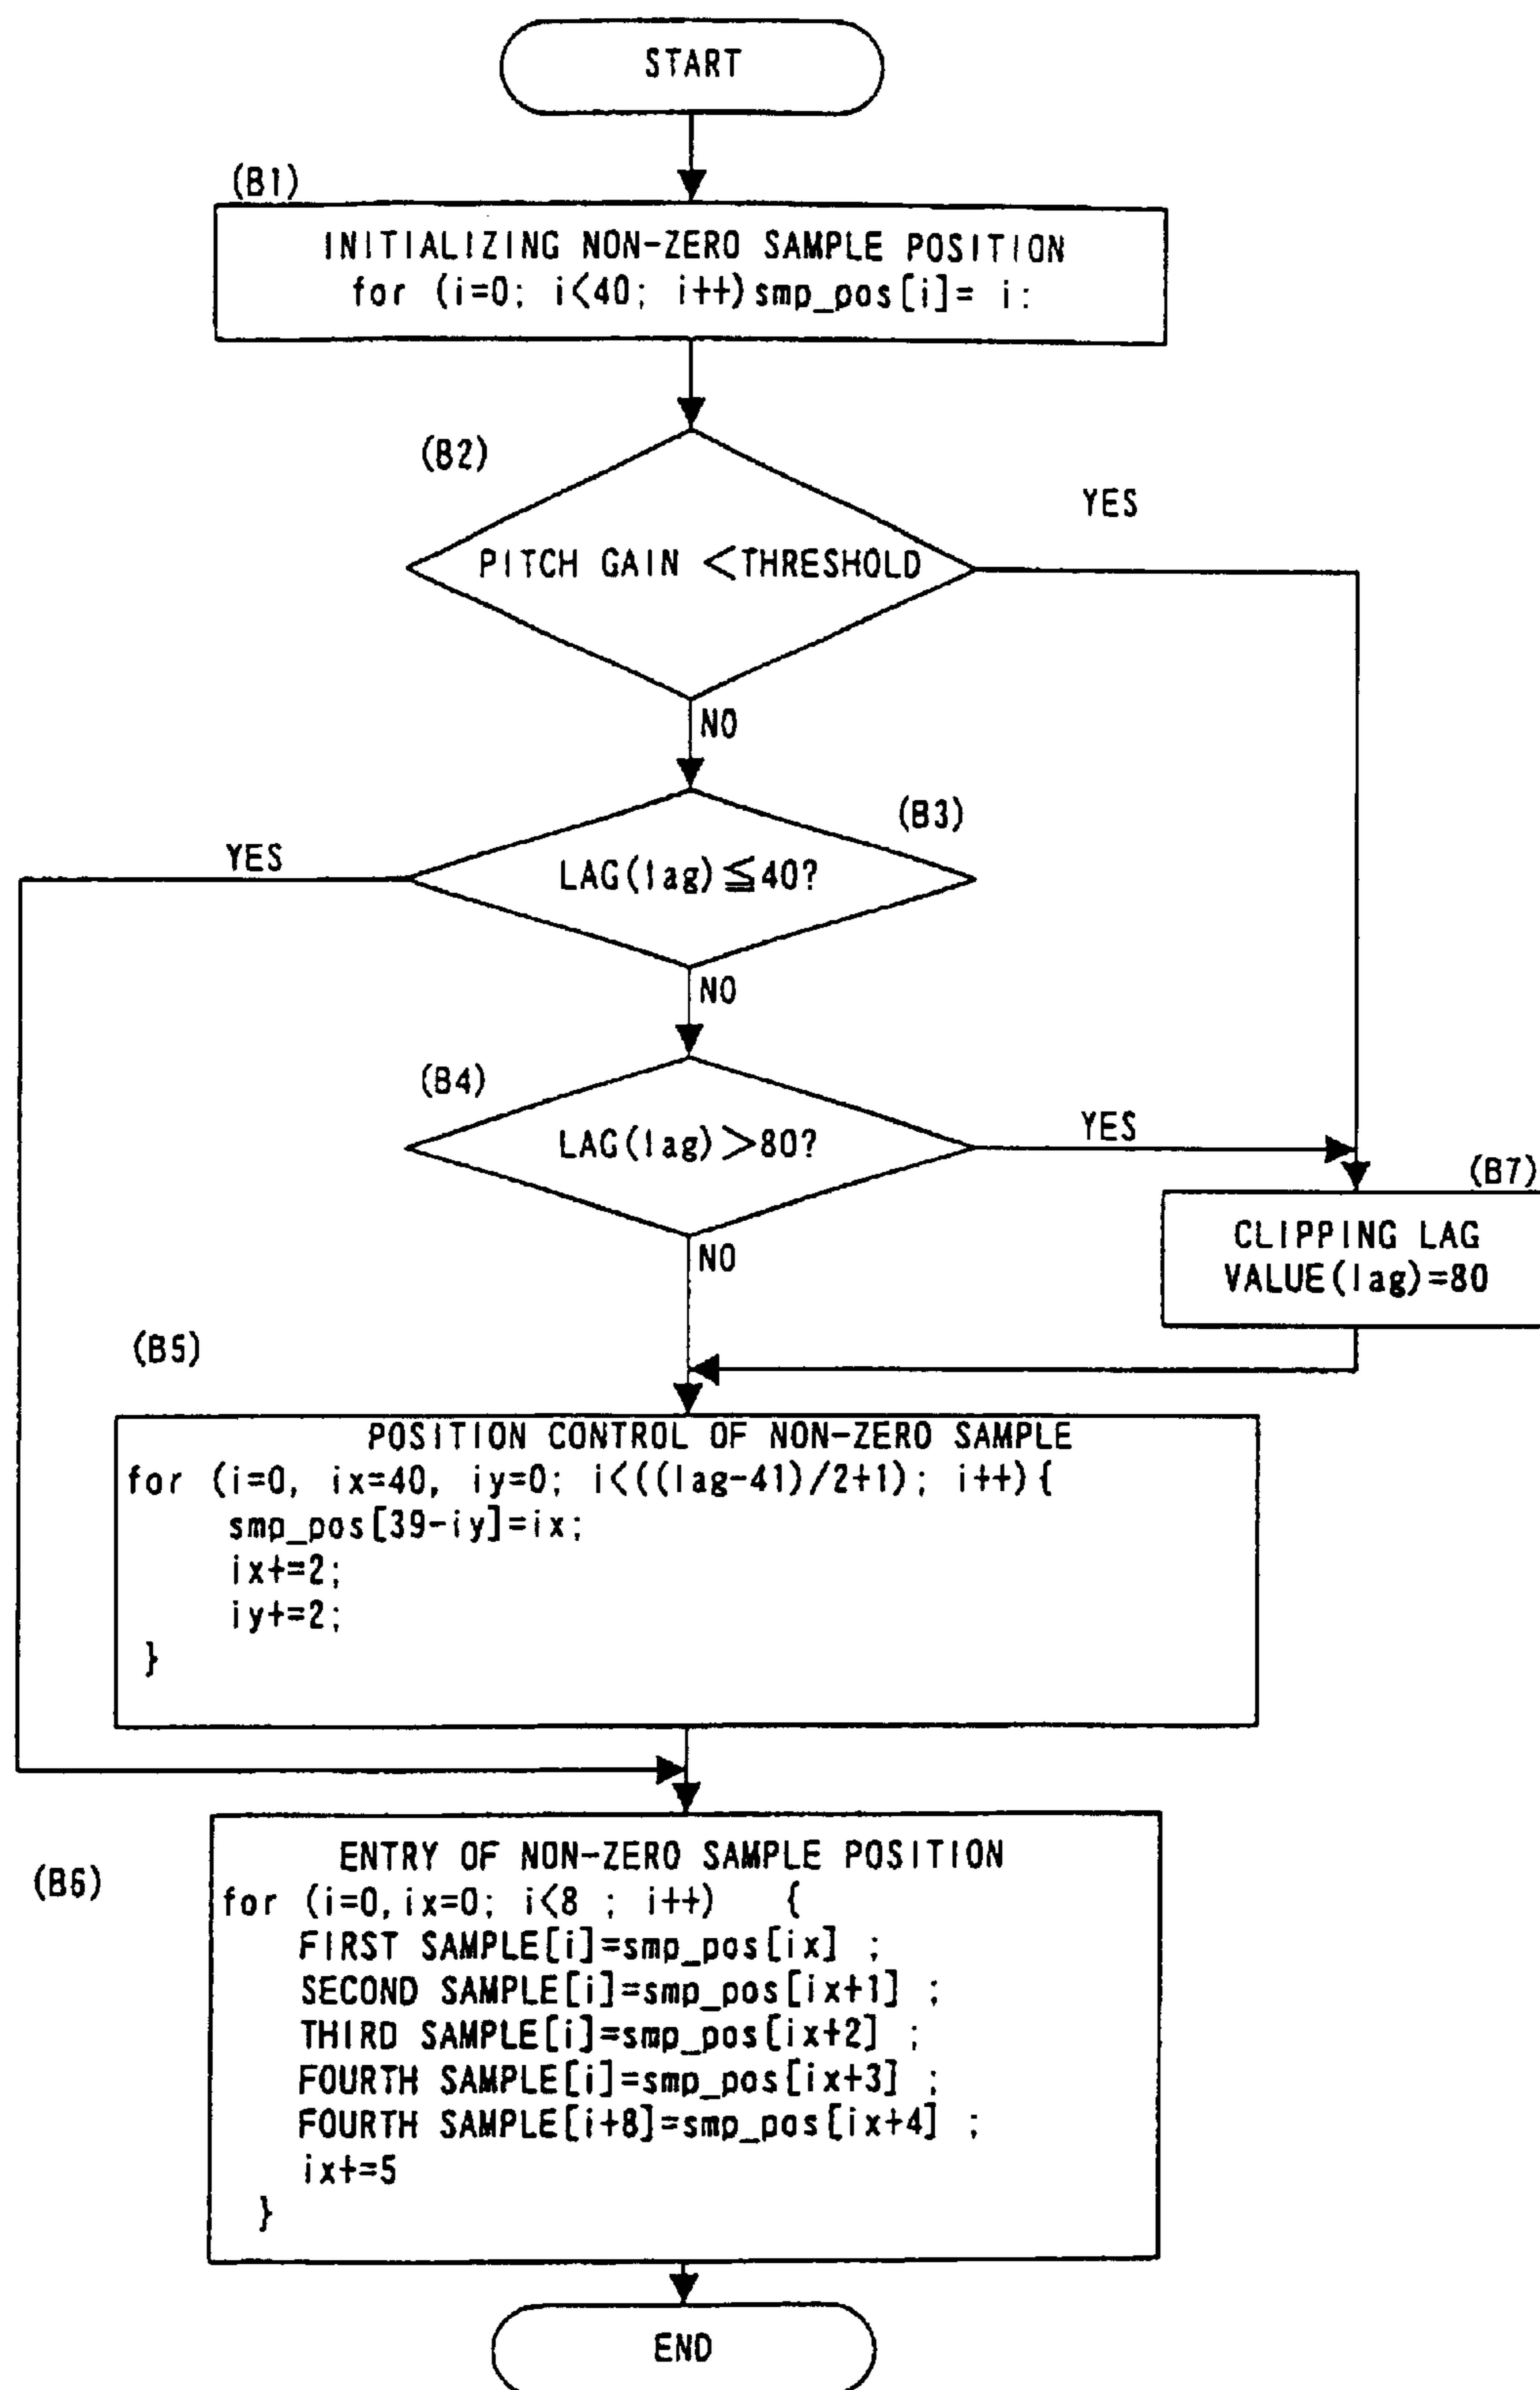 START
(B1)
INITIALIZING NON-ZERO SAMPLE POSITION
for (i=0; i<40; i++)smp_pos[i]= i:
(B2)
YES
PITCH GAIN <THRESHOLD
NO
(B3)
YES
LAG(lag)≦40?
NO
(B4)
YES
LAG(lag)>80?
(B7)
NO
CLIPPING LAG
VALUE(lag)=80
(B5)
POSITION CONTROL OF NON-ZERO SAMPLE
for (i=0, ix=40, iy=0; i<((lag-41)/2+1); i++){
smp_pos[39-iy]=ix;
ix+=2;
iy+=2;
}
(B6)
ENTRY OF NON-ZERO SAMPLE POSITION
for (i=0,ix=0; i<8 ; i++) {
FIRST SAMPLE[i]=smp_pos[ix] ;
SECOND SAMPLE[i]=smp_pos[ix+1] ;
THIRD SAMPLE[i]=smp_pos[ix+2] ;
FOURTH SAMPLE[i]=smp_pos[ix+3] ;
FOURTH SAMPLE[i+8]=smp_pos[ix+4] ;
ix+=5
}
END